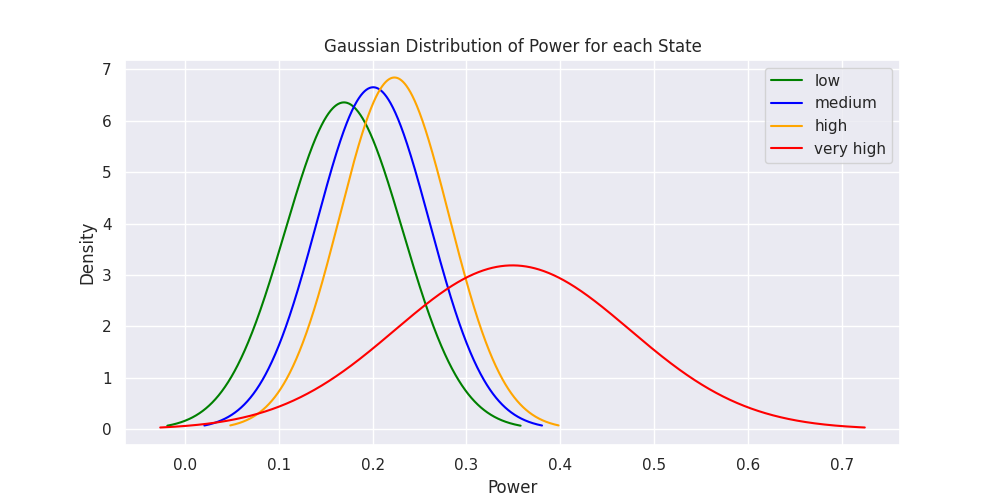 Gaussian Distribution of Power for each State
7
6
5
4
3
2
1
0
Density
low
medium
high
very high
0.0 0.1 0.2 0.3 0.4 0.5 0.6 0.7
Power